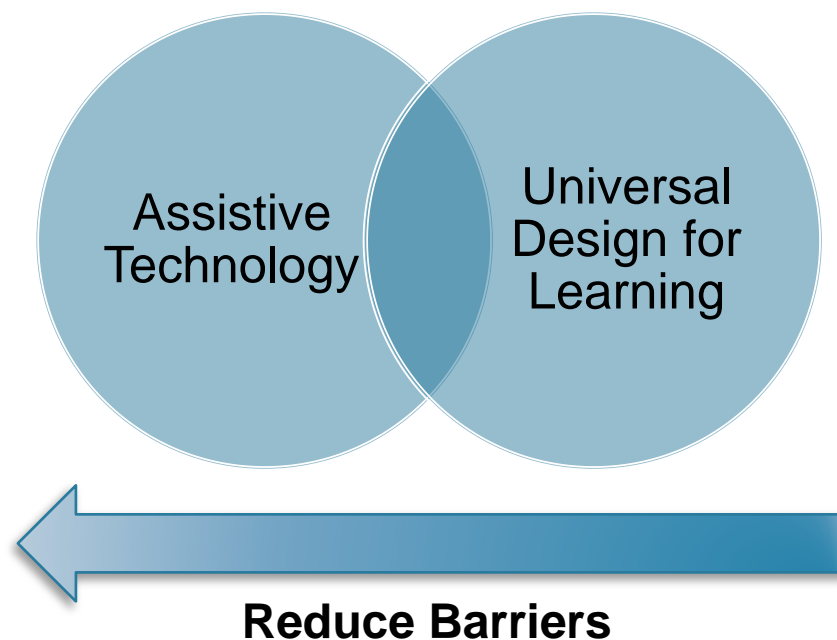 Assistive
Technology
Universal
Design for
Learning
Reduce Barriers